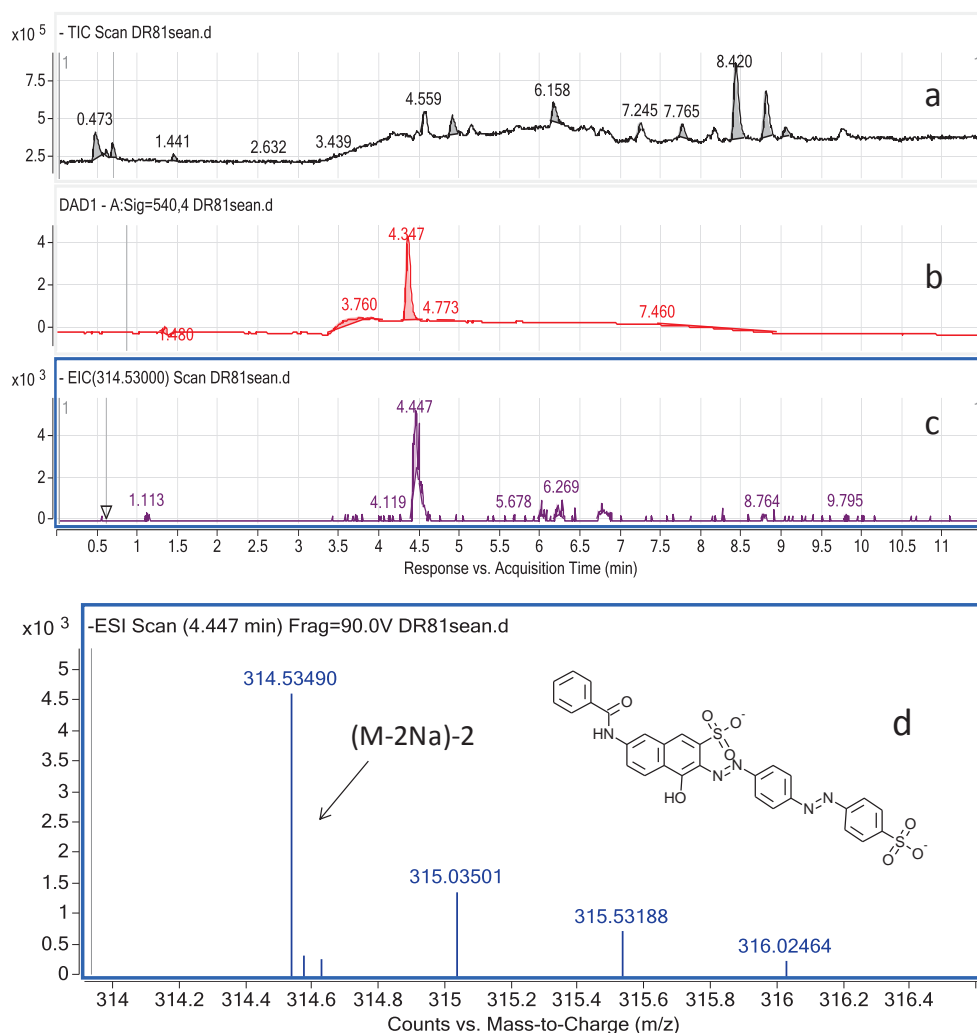 x10 5
- TIC Scan DR81sean.d
1
1
7.5
5
2.5
0.473
1.441
2.632
3.439
4.559
6.158
7.245
7.765
8.420
a
DAD1 - A:Sig=540,4 DR81sean.d
4
2
0
1.480
3.760
4.347
4.773
7.460
b
x10 3
- EIC(314.53000) Scan DR81sean.d
1
1
4
2
0
1.113
4.119
4.447
5.678
6.269
8.764
9.795
c
0.5 1 1.5 2 2.5 3 3.5 4 4.5 5 5.5 6 6.5 7 7.5 8 8.5 9 9.5 10 10.5 11
Response vs. Acquisition Time (min)
x10 3
-ESI Scan (4.447 min) Frag=90.0V DR81sean.d
5
4.5
4
3.5
3
2.5
2
1.5
1
0.5
0
314.53490
(M-2Na)-2
315.03501
315.53188
316.02464
d
O
HN
O
S
O-
O
N
N
HO
N
N
O
S
O-
O
314 314.2 314.4 314.6 314.8 315 315.2 315.4 315.6 315.8 316 316.2 316.4
Counts vs. Mass-to-Charge (m/z)